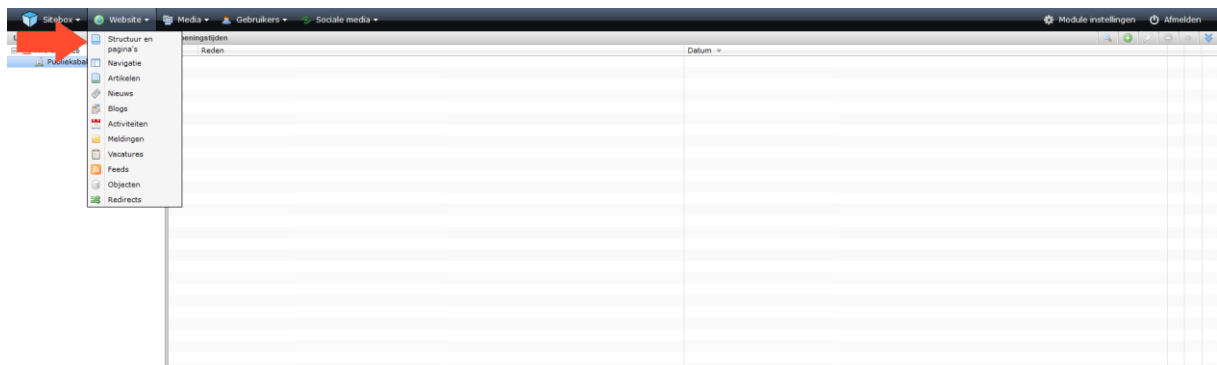 Sitebox Website Media Gebruikers Sociale media Module instellingen Afmelden
Structuur en
pagina's
Navigatie
Artikelen
Nieuws
Blogs
Activiteiten
Meldingen
Vacatures
Feeds
Objecten
Redirects
eningstijden
Reden Datum